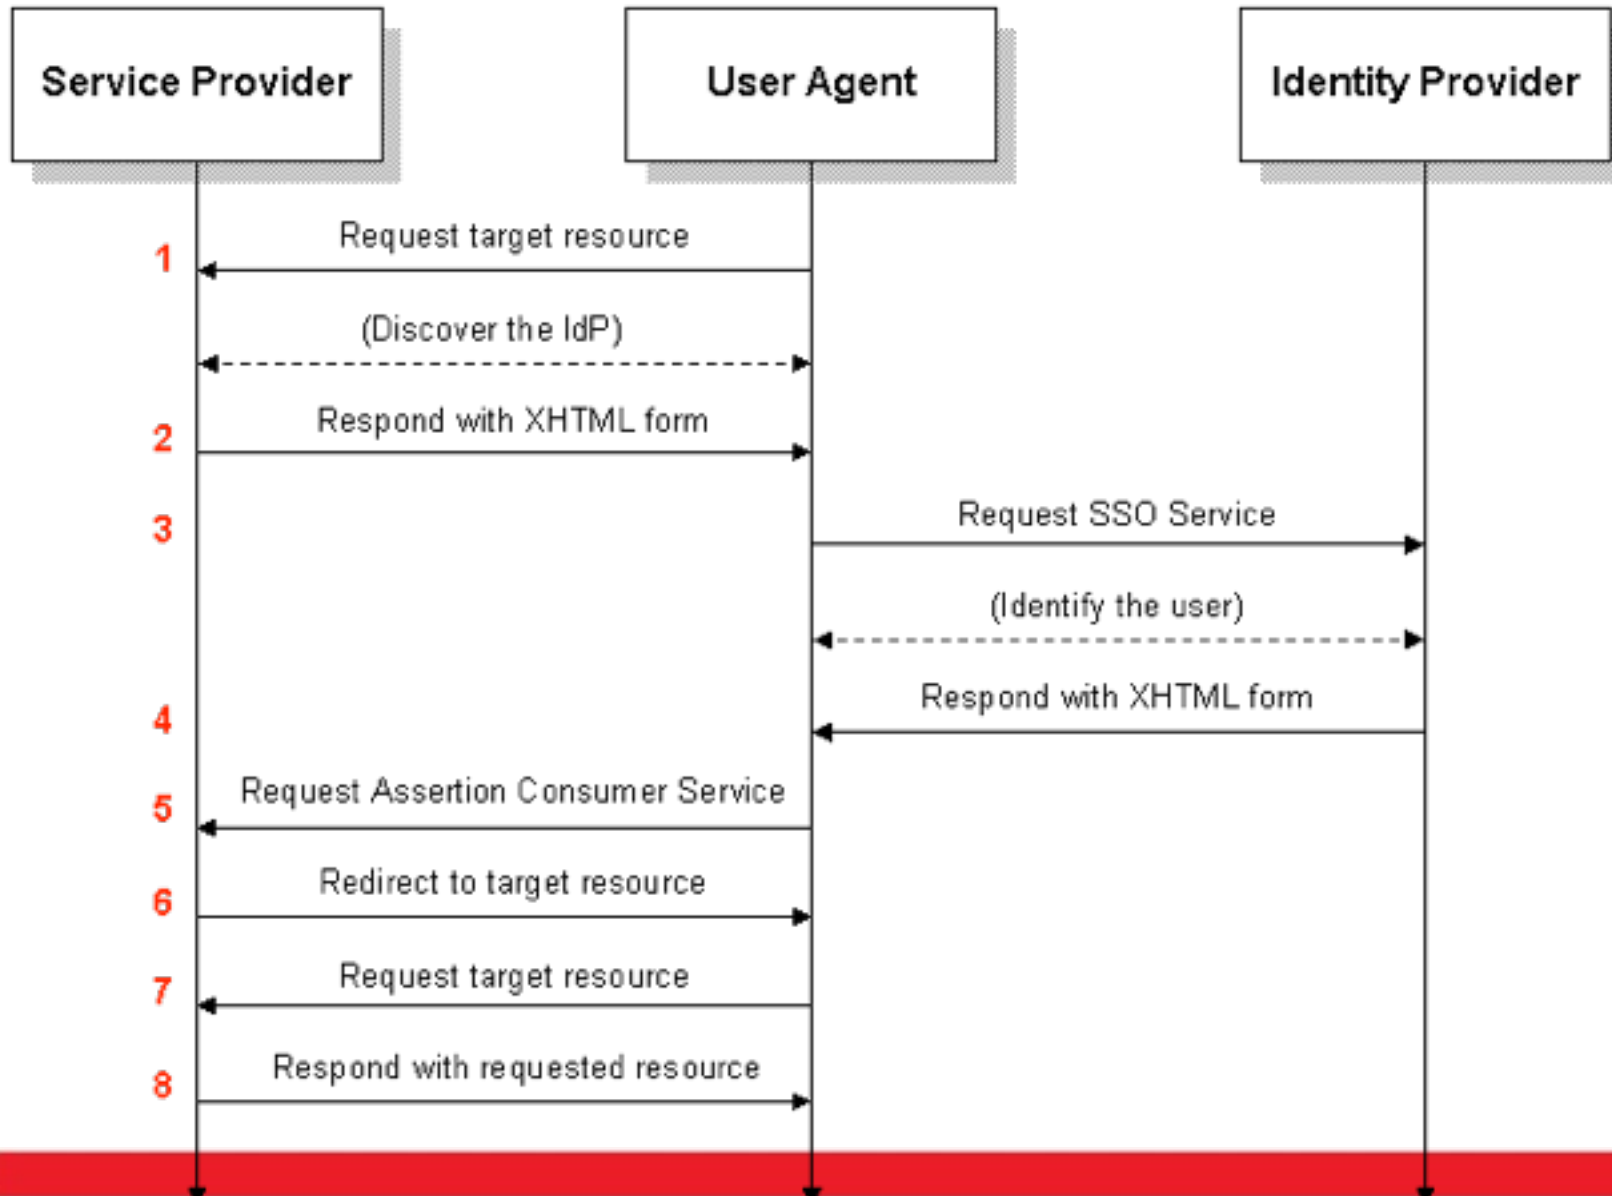 Service Provider
User Agent
Identity Provider
Request target resource
1
(Discover the IdP)
Respond with XHTML form
2
Request SSO Service
3
(Identify the user)
Respond with XHTML form
4
Request Assertion Consumer Service
5
Redirect to target resource
6
Request target resource
7
Respond with requested resource
8